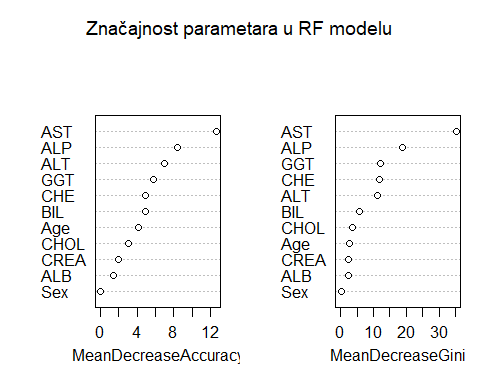 Značajnost parametara u RF modelu
AST
ALP
ALT
GGT
CHE
BIL
Age
CHOL
CREA
ALB
Sex
0 4 8 12
MeanDecreaseAccuracy
AST
ALP
GGT
CHE
ALT
BIL
CHOL
Age
CREA
ALB
Sex
0 10 20 30
MeanDecreaseGini